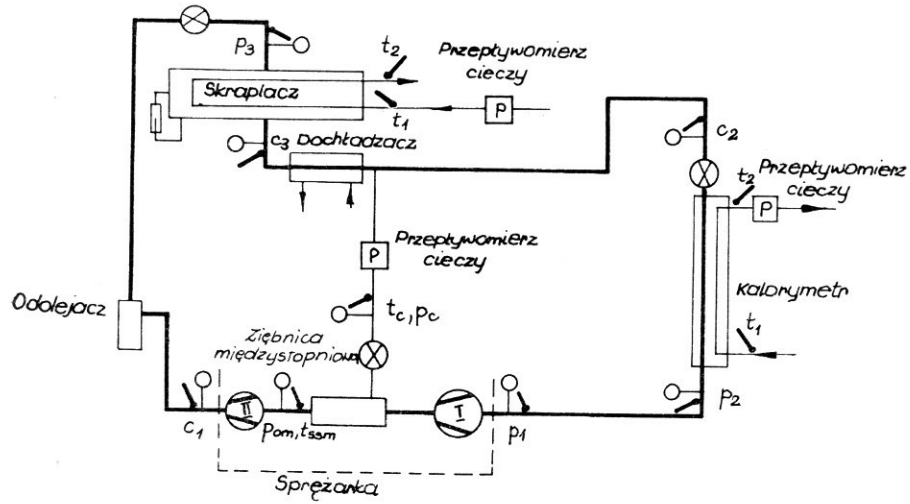 p3
t2
Przepływomierz
cieczy
Skraplacz
P
t1
c3 Dochładzacz
c2
t2
Przepływomierz
cieczy
P
Przepływomierz
cieczy
P
Kalorymetr
t1
Odolejacz
tc,pc
Ziębnica
międzystopniowa
II
I
c1
pom,tssm
p1
p2
Sprężarka